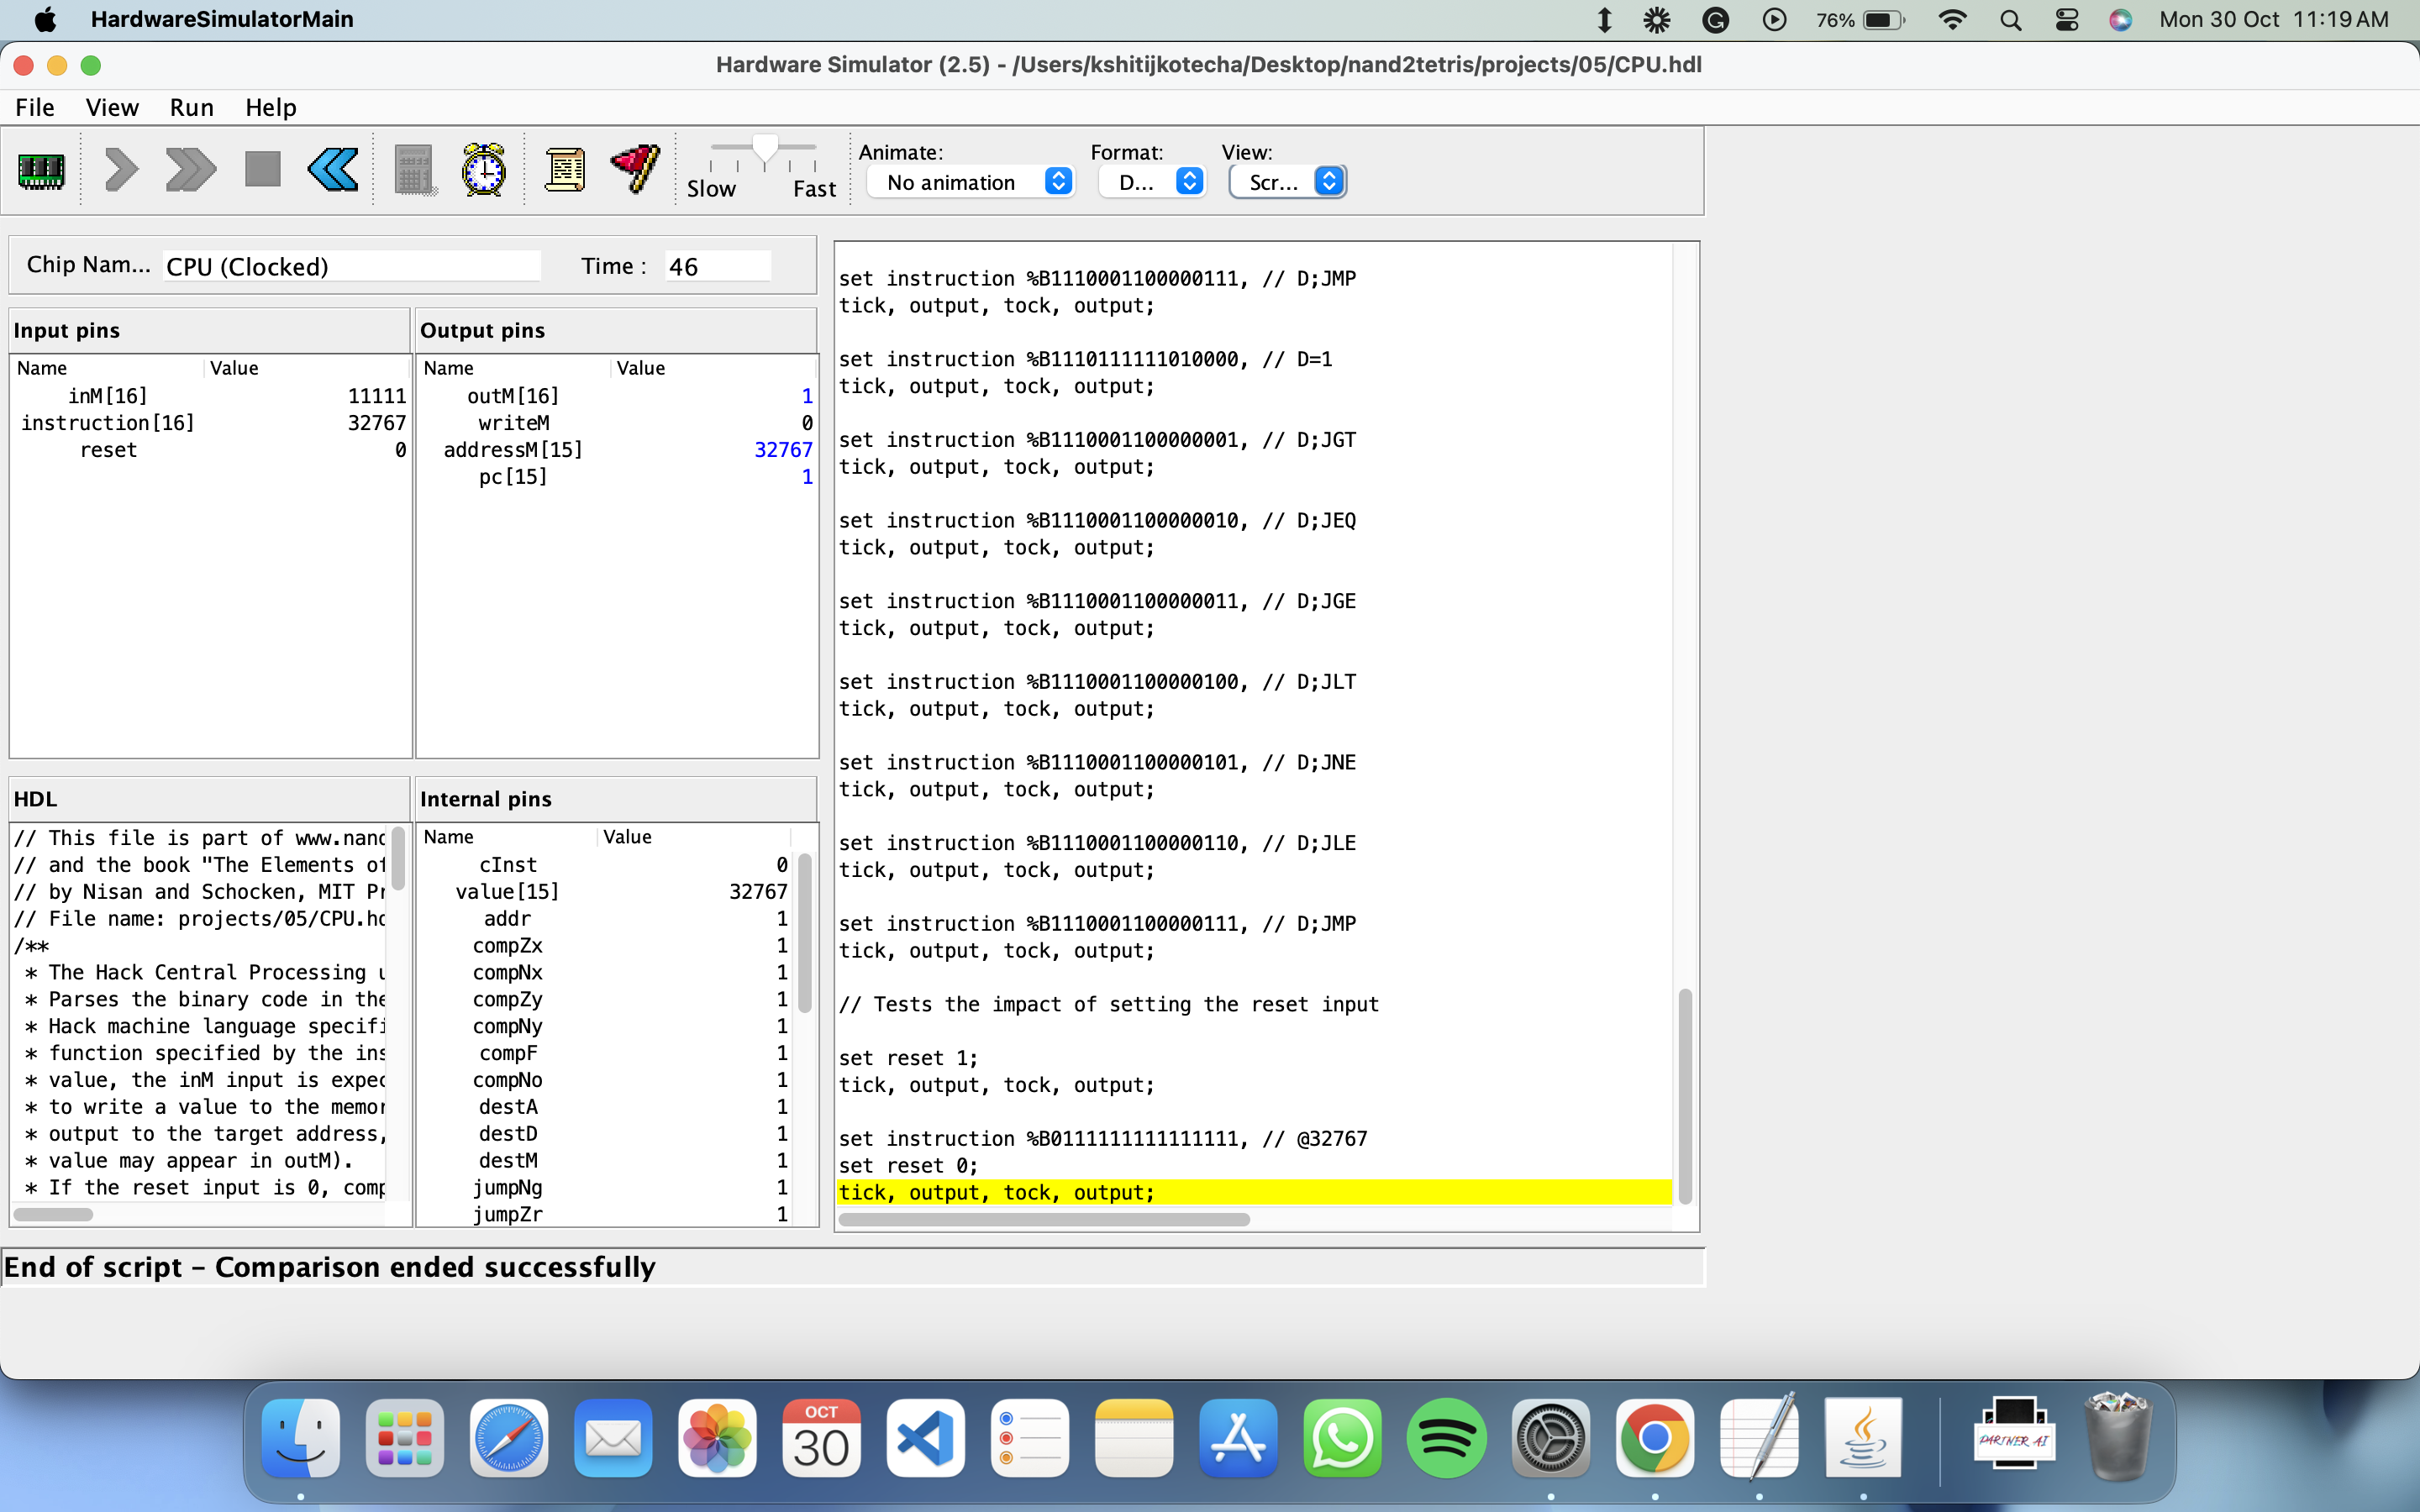 HardwareSimulatorMain
76%
Mon 30 Oct 11:19 AM
Hardware Simulator (2.5) - /Users/kshitijkotecha/Desktop/nand2tetris/projects/05/CPU.hdl
File View Run Help
Slow Fast
Animate:
No animation
Format:
D...
View:
Scr...
Chip Nam... CPU (Clocked) Time : 46
Input pins
Name Value
inM[16] 11111
instruction[16] 32767
reset 0
Output pins
Name Value
outM[16] 1
writeM 0
addressM[15] 32767
pc[15] 1
HDL
// This file is part of www.nand
// and the book "The Elements of
// by Nisan and Schocken, MIT Pr
// File name: projects/05/CPU.hd
/**
* The Hack Central Processing u
* Parses the binary code in the
* Hack machine language specifi
* function specified by the ins
* value, the inM input is expec
* to write a value to the memor
* output to the target address,
* value may appear in outM).
* If the reset input is 0, comp
Internal pins
Name Value
cInst 0
value[15] 32767
addr 1
compZx 1
compNx 1
compZy 1
compNy 1
compF 1
compNo 1
destA 1
destD 1
destM 1
jumpNg 1
jumpZr 1
set instruction %B1110001100000111, // D;JMP
tick, output, tock, output;
set instruction %B1110111111010000, // D=1
tick, output, tock, output;
set instruction %B1110001100000001, // D;JGT
tick, output, tock, output;
set instruction %B1110001100000010, // D;JEQ
tick, output, tock, output;
set instruction %B1110001100000011, // D;JGE
tick, output, tock, output;
set instruction %B1110001100000100, // D;JLT
tick, output, tock, output;
set instruction %B1110001100000101, // D;JNE
tick, output, tock, output;
set instruction %B1110001100000110, // D;JLE
tick, output, tock, output;
set instruction %B1110001100000111, // D;JMP
tick, output, tock, output;
// Tests the impact of setting the reset input
set reset 1;
tick, output, tock, output;
set instruction %B0111111111111111, // @32767
set reset 0;
tick, output, tock, output;
End of script – Comparison ended successfully
OCT
30
PARTNER AI